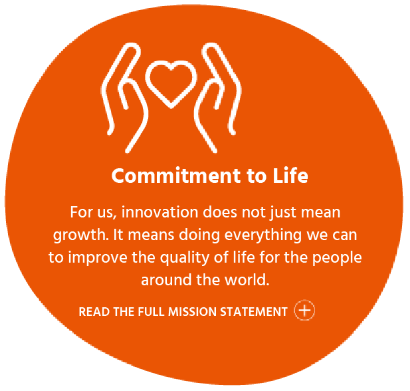 Commitment to Life
For us, innovation does not just mean
growth. It means doing everything we can
to improve the quality of life for the people
around the world.
READ THE FULL MISSION STATEMENT